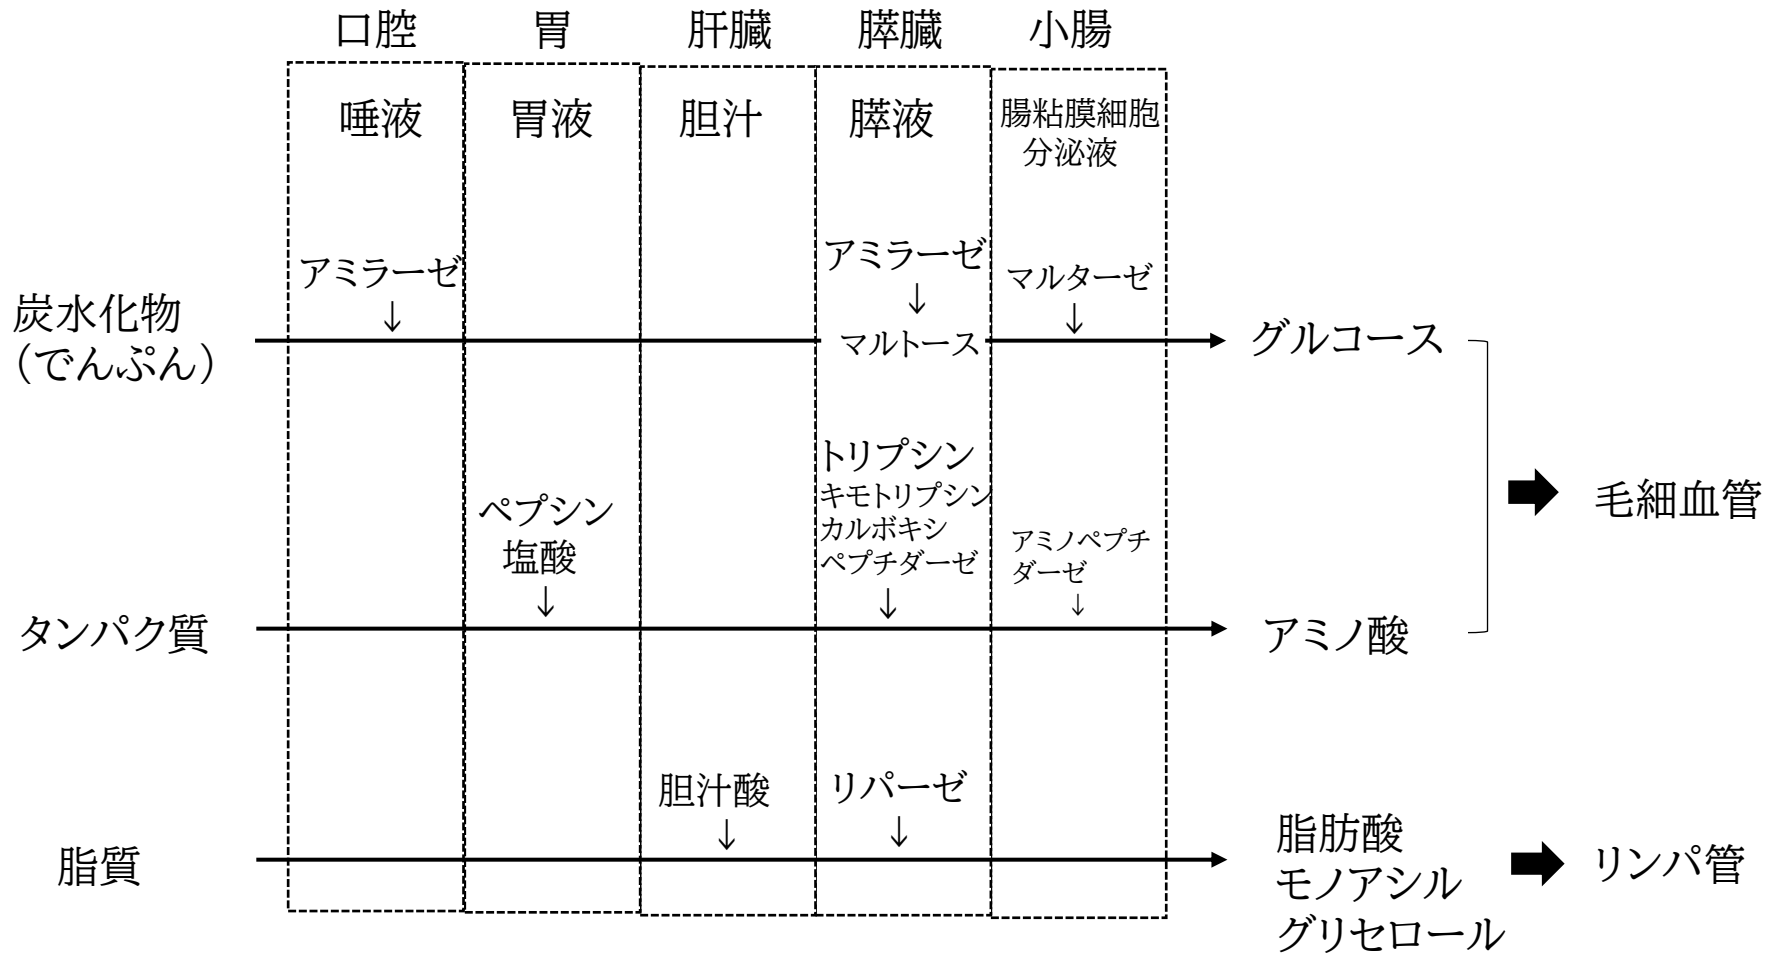 口腔
胃
肝臓
膵臓
小腸
唾液
胃液
胆汁
膵液
腸粘膜細胞
分泌液
炭水化物
（でんぷん）
アミラーゼ
↓
アミラーゼ
↓
マルトース
マルターゼ
↓
グルコース
タンパク質
ペプシン
塩酸
↓
トリプシン
キモトリプシン
カルボキシ
ペプチダーゼ
↓
アミノペプチ
ダーゼ
↓
アミノ酸
毛細血管
脂質
胆汁酸
↓
リパーゼ
↓
脂肪酸
モノアシル
グリセロール
リンパ管